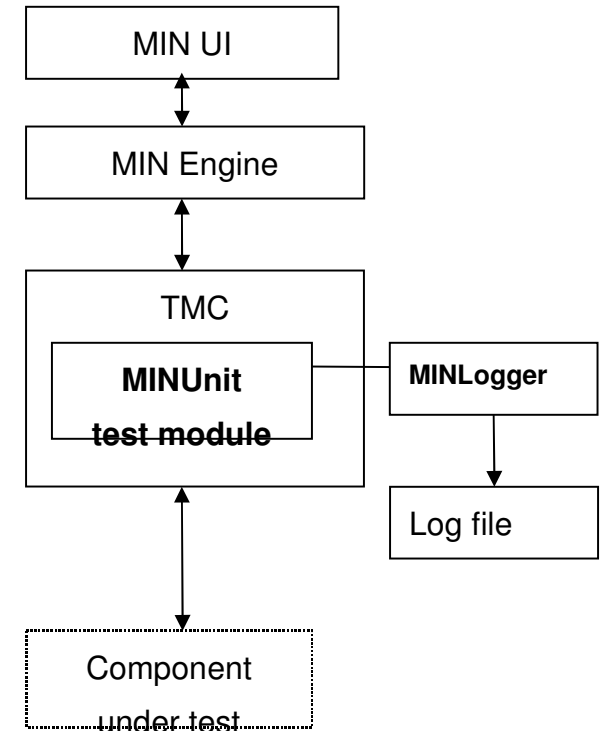 MIN UI
MIN Engine
TMC
MINUnit
test module
MINLogger
Log file
Component
under test